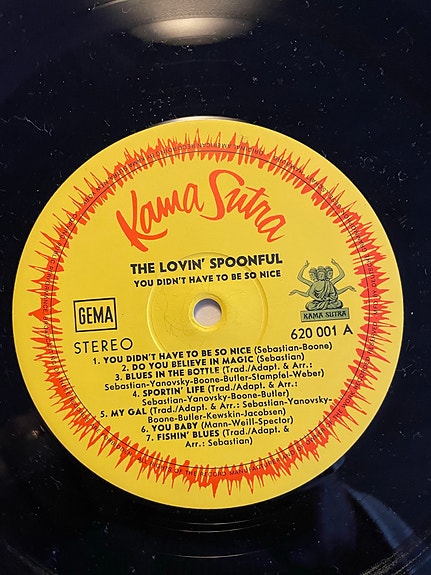 Kama Sutra
THE LOVIN' SPOONFUL
YOU DIDN'T HAVE TO BE SO NICE
GEMA
KAMA SUTRA
STEREO
620 001 A
1. YOU DIDN'T HAVE TO BE SO NICE (Sebastian-Boone)
2. DO YOU BELIEVE IN MAGIC (Sebastian)
3. BLUES IN THE BOTTLE (Trad./Adapt. & Arr.:
Sebastian-Yanovsky-Boone-Butler-Stampfel-Weber)
4. SPORTIN' LIFE (Trad./Adapt. & Arr.:
Sebastian-Yanovsky-Boone-Butler)
5. MY GAL (Trad./Adapt. & Arr.: Sebastian-Yanovsky-
Boone-Butler-Kewskin-Jacobsen)
6. YOU BABY (Mann-Weill-Spector)
7. FISHIN' BLUES (Trad./Adapt. &
Arr.: Sebastian)